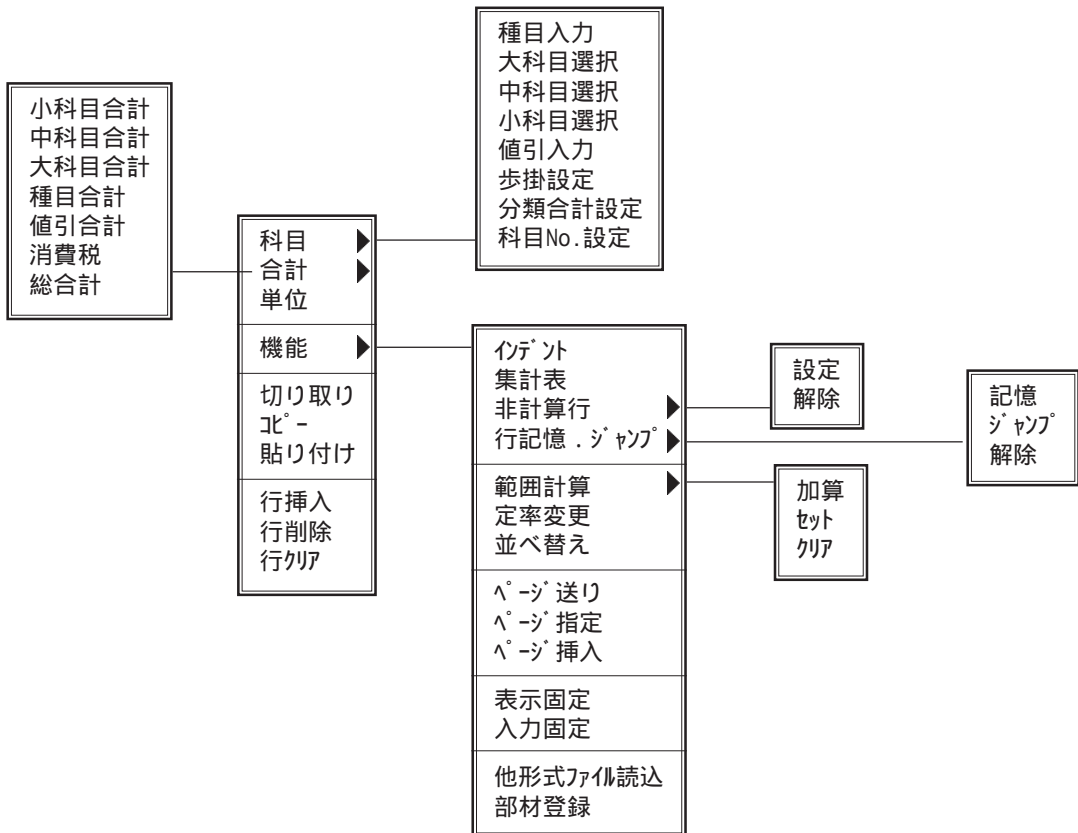 種目入力
大科目選択
中科目選択
小科目選択
値引入力
歩掛設定
分類合計設定
科目No.設定
小科目合計
中科目合計
大科目合計
種目合計
値引合計
消費税
総合計
科目
合計
単位
機能
切り取り
ｺﾋﾟｰ
貼り付け
行挿入
行削除
行ｸﾘｱ
ｲﾝﾃﾞﾝﾄ
集計表
非計算行
行記憶．ｼﾞｬﾝﾌﾟ
範囲計算
定率変更
並べ替え
ﾍﾟｰｼﾞ送り
ﾍﾟｰｼﾞ指定
ﾍﾟｰｼﾞ挿入
表示固定
入力固定
他形式ﾌｧｲﾙ読込
部材登録
設定
解除
記憶
ｼﾞｬﾝﾌﾟ
解除
加算
ｾｯﾄ
ｸﾘｱ